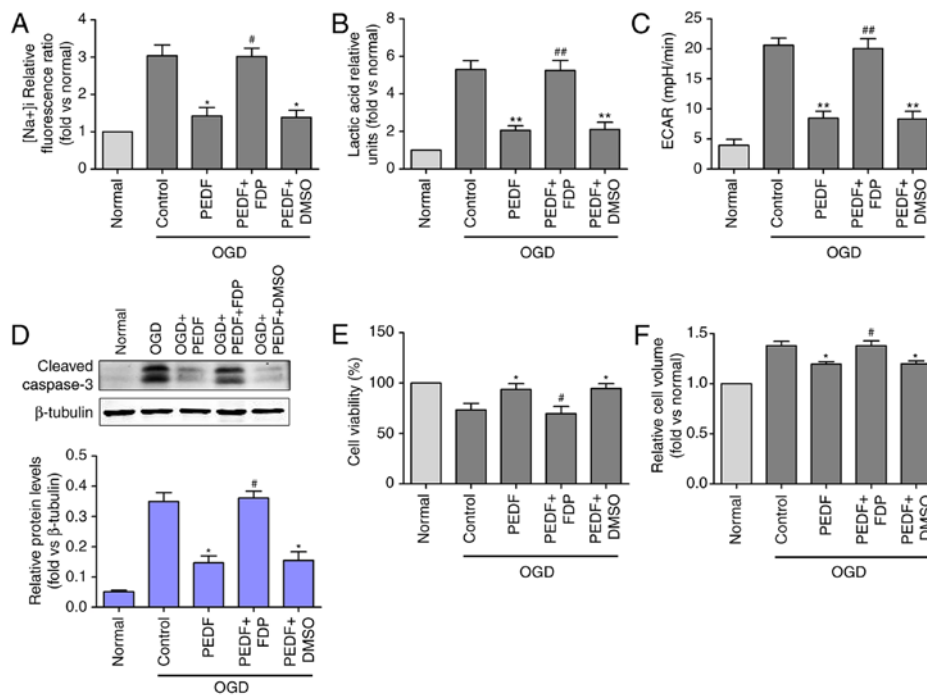 A
[Na+]i Relative
fluorescence ratio
(fold vs normal)
4
3
2
1
0
*
#
*
Normal
Control
PEDF
PEDF+
FDP
PEDF+
DMSO
OGD
B
Lactic acid relative
units (fold vs normal)
8
6
4
2
0
**
##
**
Normal
Control
PEDF
PEDF+
FDP
PEDF+
DMSO
OGD
C
ECAR (mpH/min)
25
20
15
10
5
0
**
##
**
Normal
Control
PEDF
PEDF+
FDP
PEDF+
DMSO
OGD
D
Normal
OGD
OGD+
PEDF
OGD+
PEDF+FDP
OGD+
PEDF+DMSO
Cleaved
caspase-3
β-tubulin
Relative protein levels
(fold vs β-tubulin)
0.5
0.4
0.3
0.2
0.1
0.0
*
#
*
Normal
Control
PEDF
PEDF+
FDP
PEDF+
DMSO
OGD
E
Cell viability (%)
150
100
50
0
*
#
*
Normal
Control
PEDF
PEDF+
FDP
PEDF+
DMSO
OGD
F
Relative cell volume
(fold vs normal)
1.5
1.0
0.5
0.0
*
#
*
Normal
Control
PEDF
PEDF+
FDP
PEDF+
DMSO
OGD